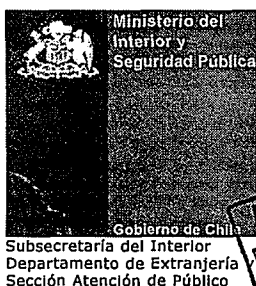 Ministerio del
Interior y
Seguridad Pública
Gobierno de Chile
Subsecretaría del Interior
Departamento de Extranjería
Sección Atención de Público